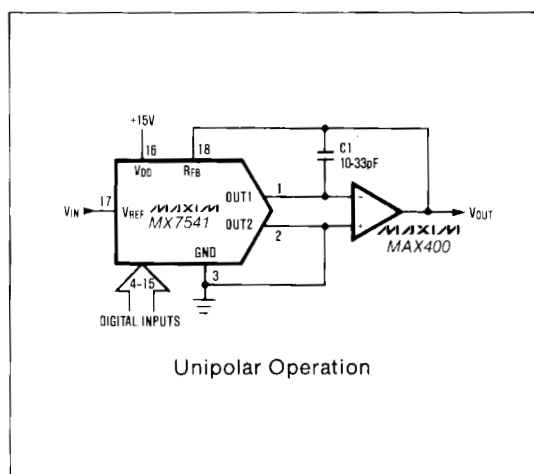 +15V
16
18
VDD
RFB
C1
10-33pF
OUT1
1
VIN
17
VREF
MAXIM
MX7541
OUT2
2
-
+
VOUT
MAXIM
MAX400
GND
3
4-15
DIGITAL INPUTS
Unipolar Operation